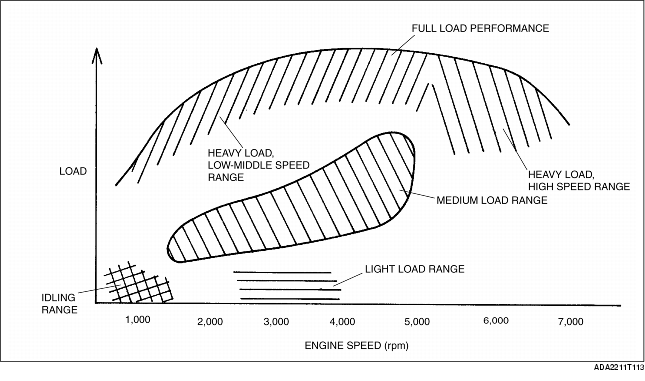 FULL LOAD PERFORMANCE
LOAD
HEAVY LOAD,
LOW-MIDDLE SPEED
RANGE
HEAVY LOAD,
HIGH SPEED RANGE
MEDIUM LOAD RANGE
LIGHT LOAD RANGE
IDLING
RANGE
1,000 2,000 3,000 4,000 5,000 6,000 7,000
ENGINE SPEED (rpm)
ADA2211T113